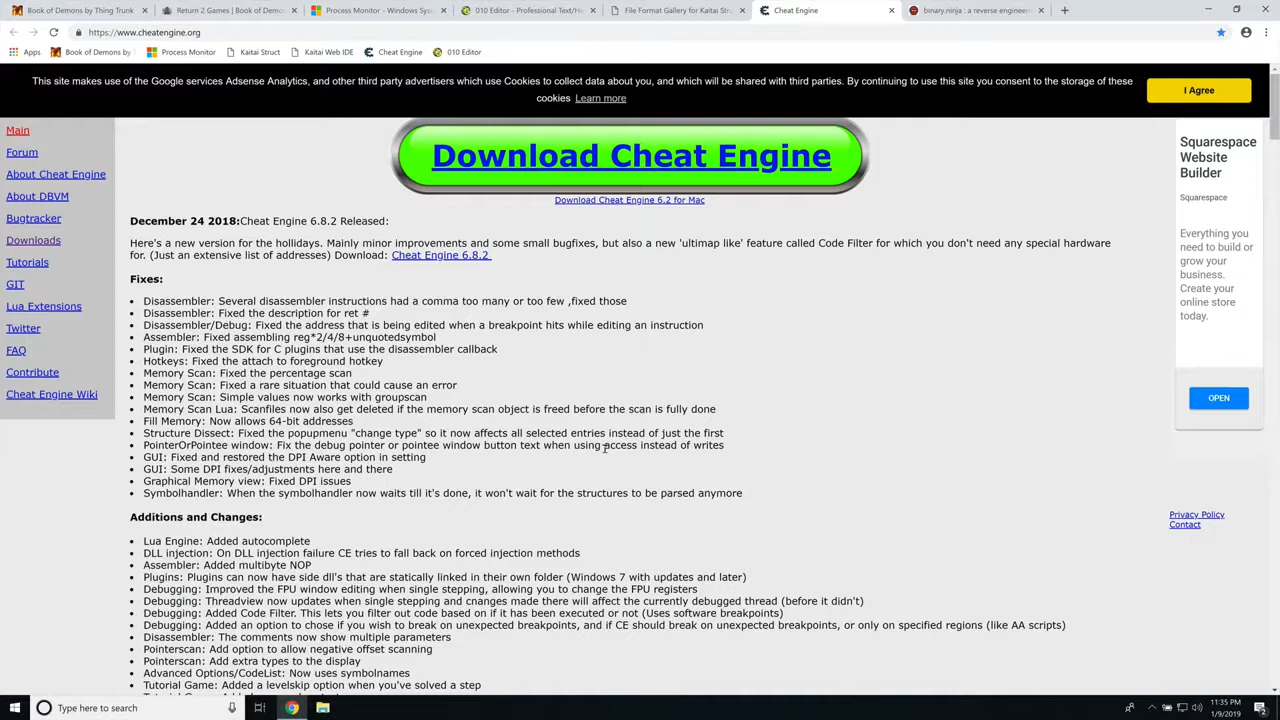 Book of Demons by Thing Trunk
Return 2 Games | Book of Demon
Process Monitor - Windows Sys
010 Editor - Professional Text/He
File Format Gallery for Kaitai Str
Cheat Engine
binary.ninja : a reverse engineeri
https://www.cheatengine.org
Apps
Book of Demons by
Process Monitor
Kaitai Struct
Kaitai Web IDE
Cheat Engine
010 Editor
This site makes use of the Google services Adsense Analytics, and other third party advertisers which use Cookies to collect data about you, and which will be shared with third parties. By continuing to use this site you consent to the storage of these
cookies Learn more
I Agree
Main
Forum
About Cheat Engine
About DBVM
Bugtracker
Downloads
Tutorials
GIT
Lua Extensions
Twitter
FAQ
Contribute
Cheat Engine Wiki
Download Cheat Engine
Download Cheat Engine 6.2 for Mac
December 24 2018:Cheat Engine 6.8.2 Released:
Here's a new version for the hollidays. Mainly minor improvements and some small bugfixes, but also a new 'ultimap like' feature called Code Filter for which you don't need any special hardware
for. (Just an extensive list of addresses) Download: Cheat Engine 6.8.2
Fixes:
• Disassembler: Several disassembler instructions had a comma too many or too few ,fixed those
• Disassembler: Fixed the description for ret #
• Disassembler/Debug: Fixed the address that is being edited when a breakpoint hits while editing an instruction
• Assembler: Fixed assembling reg*2/4/8+unquotedsymbol
• Plugin: Fixed the SDK for C plugins that use the disassembler callback
• Hotkeys: Fixed the attach to foreground hotkey
• Memory Scan: Fixed the percentage scan
• Memory Scan: Fixed a rare situation that could cause an error
• Memory Scan: Simple values now works with groupscan
• Memory Scan Lua: Scanfiles now also get deleted if the memory scan object is freed before the scan is fully done
• Fill Memory: Now allows 64-bit addresses
• Structure Dissect: Fixed the popupmenu "change type" so it now affects all selected entries instead of just the first
• PointerOrPointee window: Fix the debug pointer or pointee window button text when using access instead of writes
• GUI: Fixed and restored the DPI Aware option in setting
• GUI: Some DPI fixes/adjustments here and there
• Graphical Memory view: Fixed DPI issues
• Symbolhandler: When the symbolhandler now waits till it's done, it won't wait for the structures to be parsed anymore
Additions and Changes:
• Lua Engine: Added autocomplete
• DLL injection: On DLL injection failure CE tries to fall back on forced injection methods
• Assembler: Added multibyte NOP
• Plugins: Plugins can now have side dll's that are statically linked in their own folder (Windows 7 with updates and later)
• Debugging: Improved the FPU window editing when single stepping, allowing you to change the FPU registers
• Debugging: Threadview now updates when single stepping and changes made there will affect the currently debugged thread (before it didn't)
• Debugging: Added Code Filter. This lets you filter out code based on if it has been executed or not (Uses software breakpoints)
• Debugging: Added an option to chose if you wish to break on unexpected breakpoints, and if CE should break on unexpected breakpoints, or only on specified regions (like AA scripts)
• Disassembler: The comments now show multiple parameters
• Pointerscan: Add option to allow negative offset scanning
• Pointerscan: Add extra types to the display
• Advanced Options/CodeList: Now uses symbolnames
• Tutorial Game: Added a levelskip option when you've solved a step
Squarespace
Website
Builder
Squarespace
Everything you
need to build or
grow your
business.
Create your
online store
today.
OPEN
Privacy Policy
Contact
Type here to search
11:35 PM
1/9/2019
2